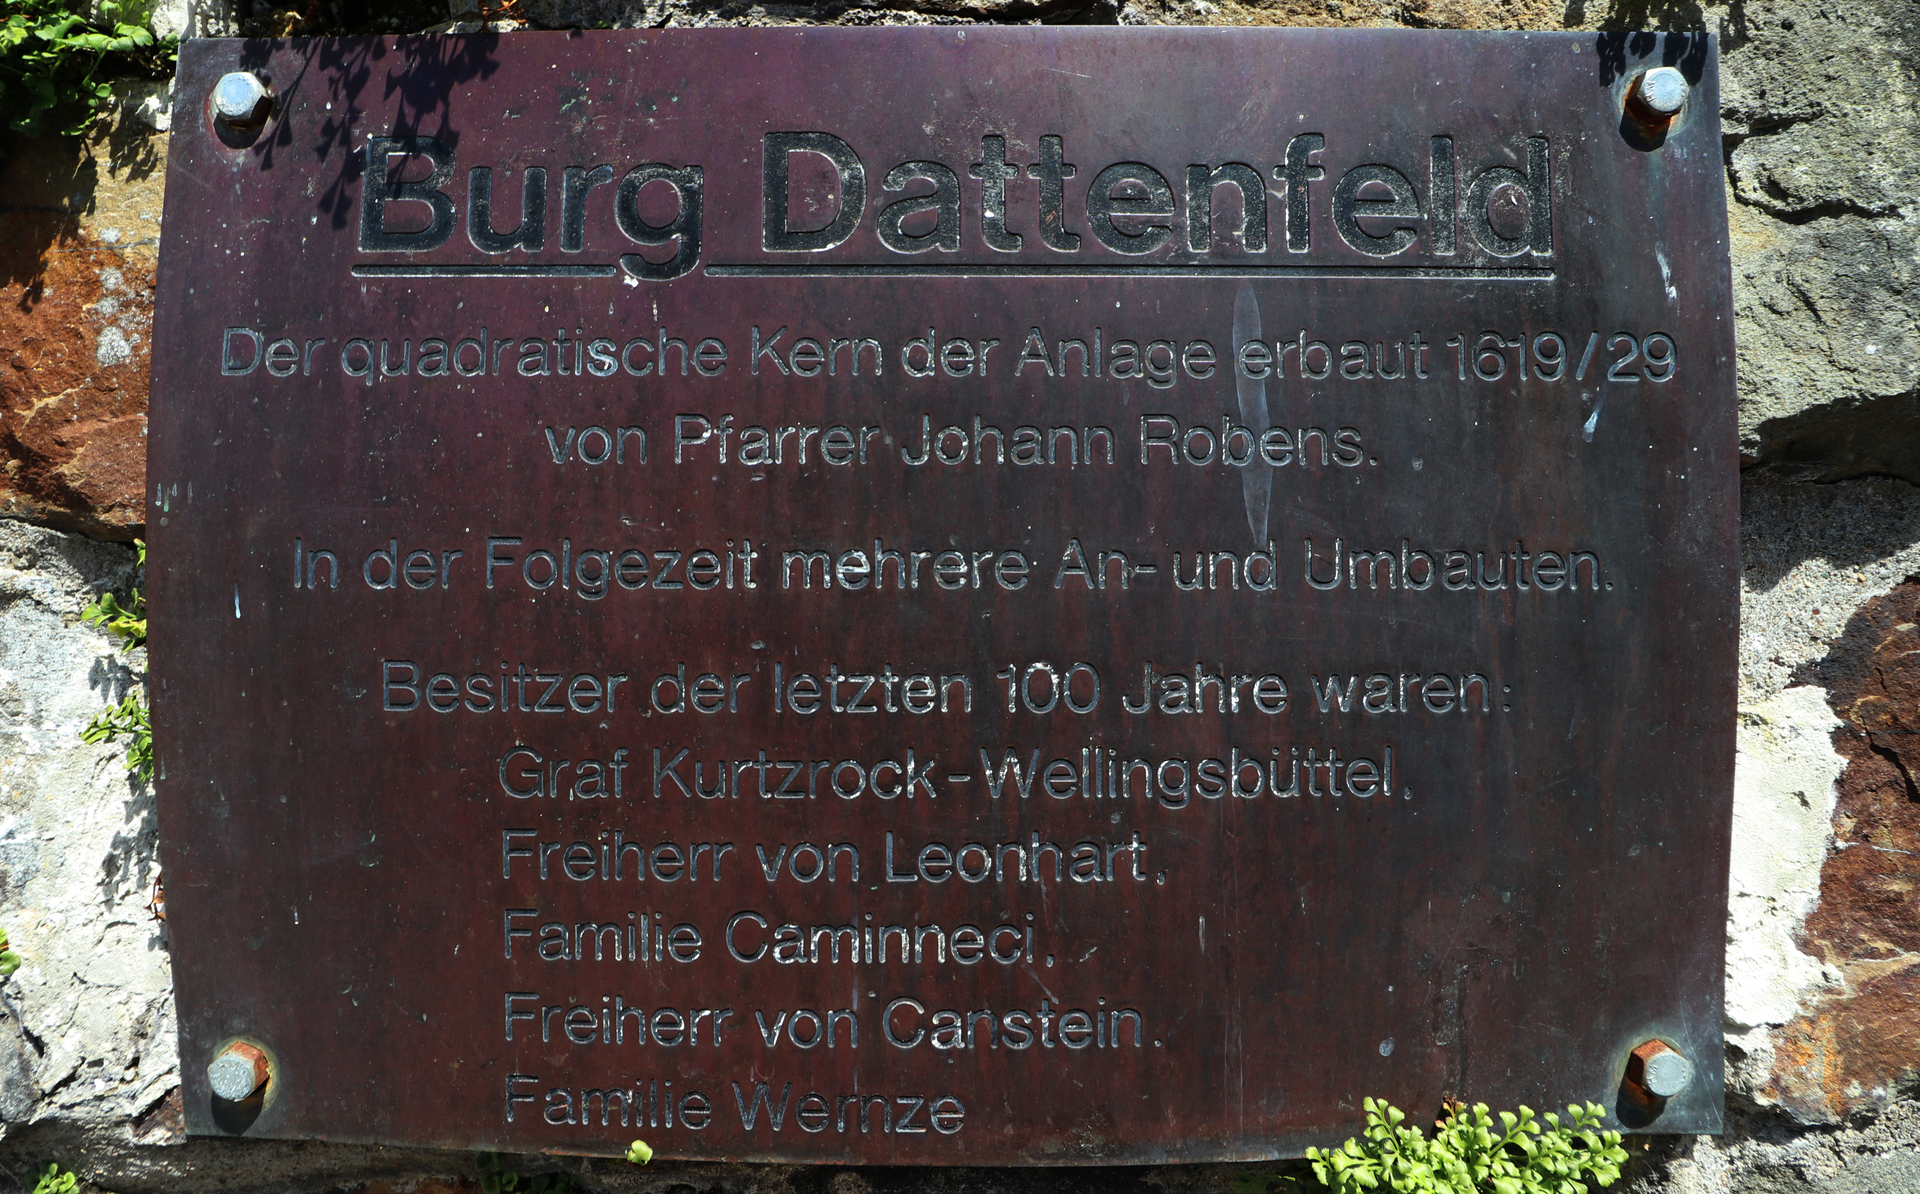 Burg Dattenfeld
Der quadratische Kern der Anlage erbaut 1619/29
von Pfarrer Johann Robens.
In der Folgezeit mehrere An- und Umbauten.
Besitzer der letzten 100 Jahre waren:
Graf Kurtzrock-Wellingsbüttel,
Freiherr von Leonhart,
Familie Caminneci,
Freiherr von Canstein.
Familie Wernze